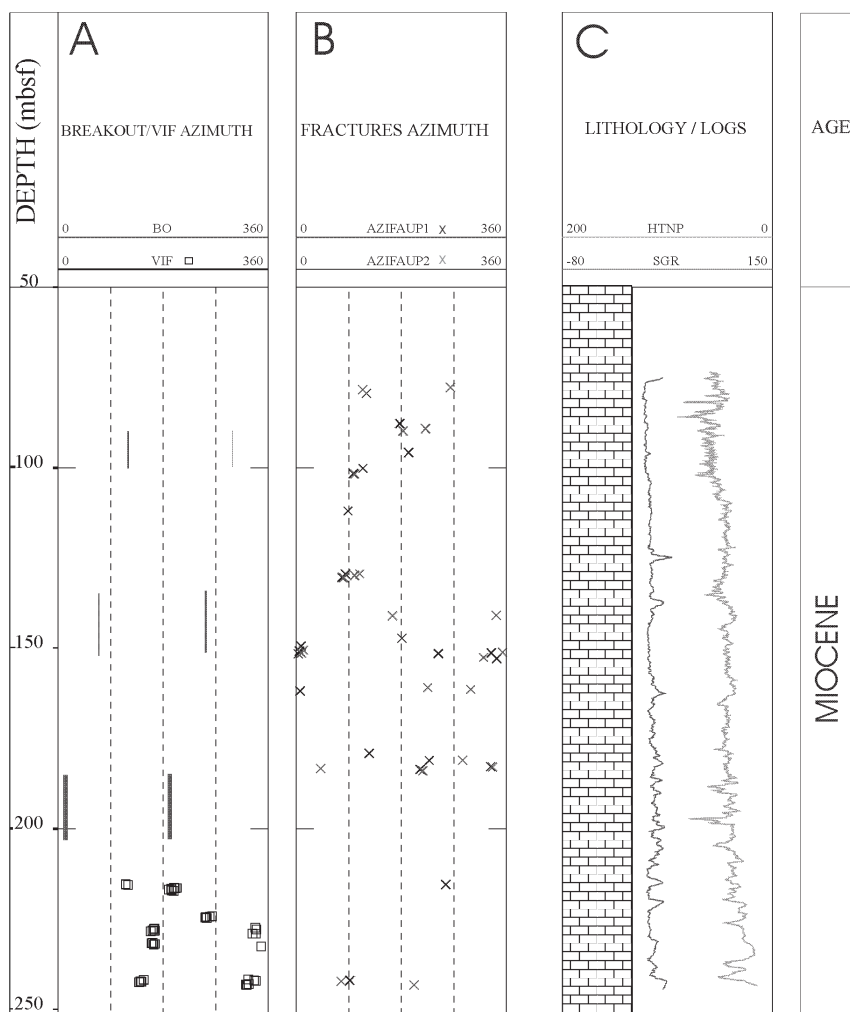 A
B
C
DEPTH (mbsf)
BREAKOUT/VIF AZIMUTH
FRACTURES AZIMUTH
LITHOLOGY / LOGS
AGE
0 BO 360
0 AZIFAUP1 x 360
200 HTNP 0
0 VIF 360
0 AZIFAUP2 x 360
-80 SGR 150
50
100
150
200
250
MIOCENE